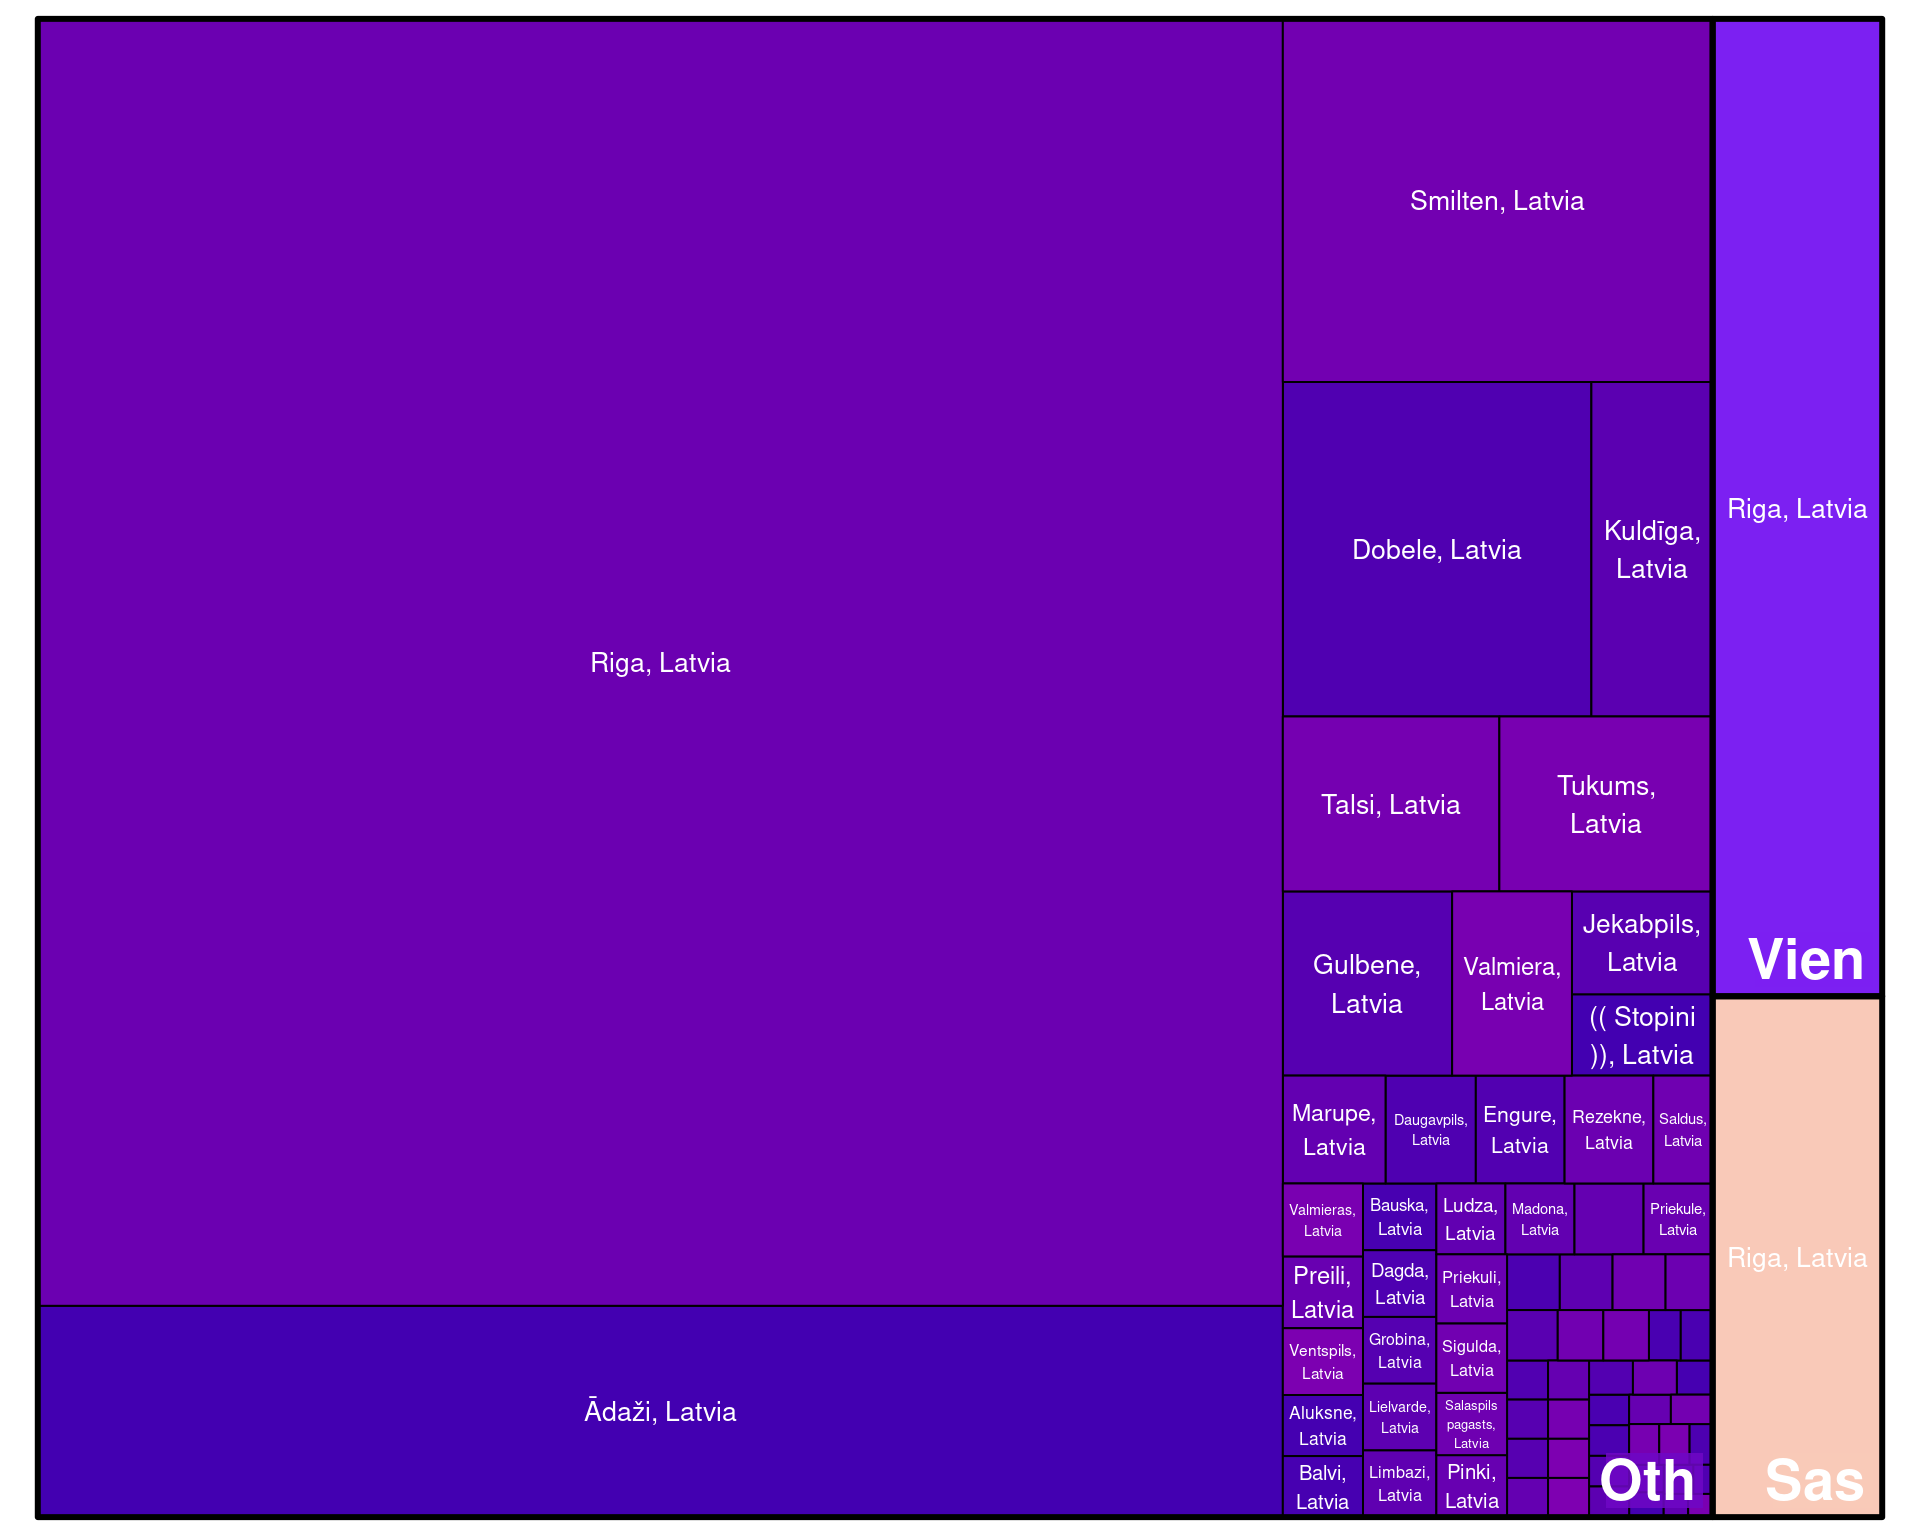 Riga, Latvia
Ādaži, Latvia
Smilten, Latvia
Dobele, Latvia
Kuldīga,
Latvia
Talsi, Latvia
Tukums,
Latvia
Gulbene,
Latvia
Valmiera,
Latvia
Jekabpils,
Latvia
(( Stopini
)), Latvia
Marupe,
Latvia
Daugavpils,
Latvia
Engure,
Latvia
Rezekne,
Latvia
Saldus,
Latvia
Valmieras,
Latvia
Preili,
Latvia
Ventspils,
Latvia
Aluksne,
Latvia
Balvi,
Latvia
Bauska,
Latvia
Dagda,
Latvia
Grobina,
Latvia
Lielvarde,
Latvia
Limbazi,
Latvia
Ludza,
Latvia
Madona,
Latvia
Priekule,
Latvia
Priekuli,
Latvia
Sigulda,
Latvia
Salaspils
pagasts,
Latvia
Pinki,
Latvia
Oth
Riga, Latvia
Vien
Riga, Latvia
Sas